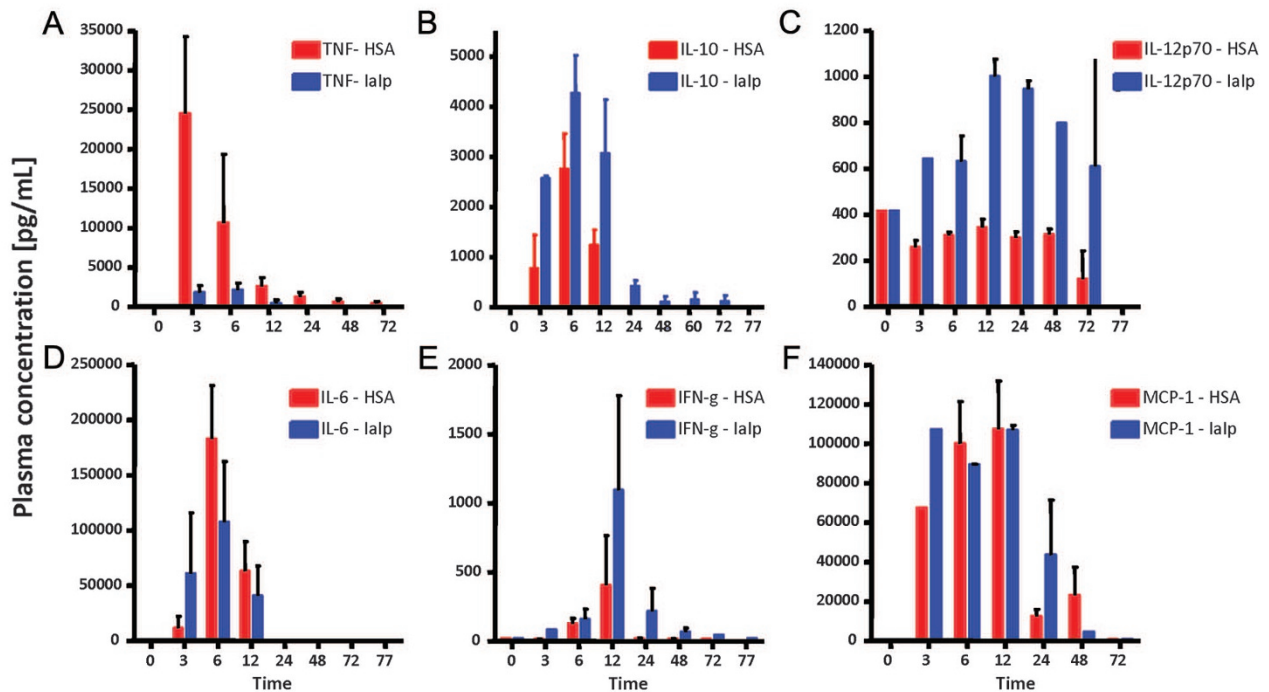 A
35000
30000
25000
20000
15000
10000
5000
0
TNF- HSA
TNF- Ialp
0 3 6 12 24 48 72
B
5000
4000
3000
2000
1000
0
IL-10 - HSA
IL-10 - Ialp
0 3 6 12 24 48 60 72 77
C
1200
1000
800
600
400
200
0
IL-12p70 - HSA
IL-12p70 - Ialp
0 3 6 12 24 48 72 77
Plasma concentration [pg/mL]
D
250000
200000
150000
100000
50000
0
IL-6 - HSA
IL-6 - Ialp
0 3 6 12 24 48 72 77
Time
E
2000
1500
1000
500
0
IFN-g - HSA
IFN-g - Ialp
0 3 6 12 24 48 72 77
Time
F
140000
120000
100000
80000
60000
40000
20000
0
MCP-1 - HSA
MCP-1 - Ialp
0 3 6 12 24 48 72
Time